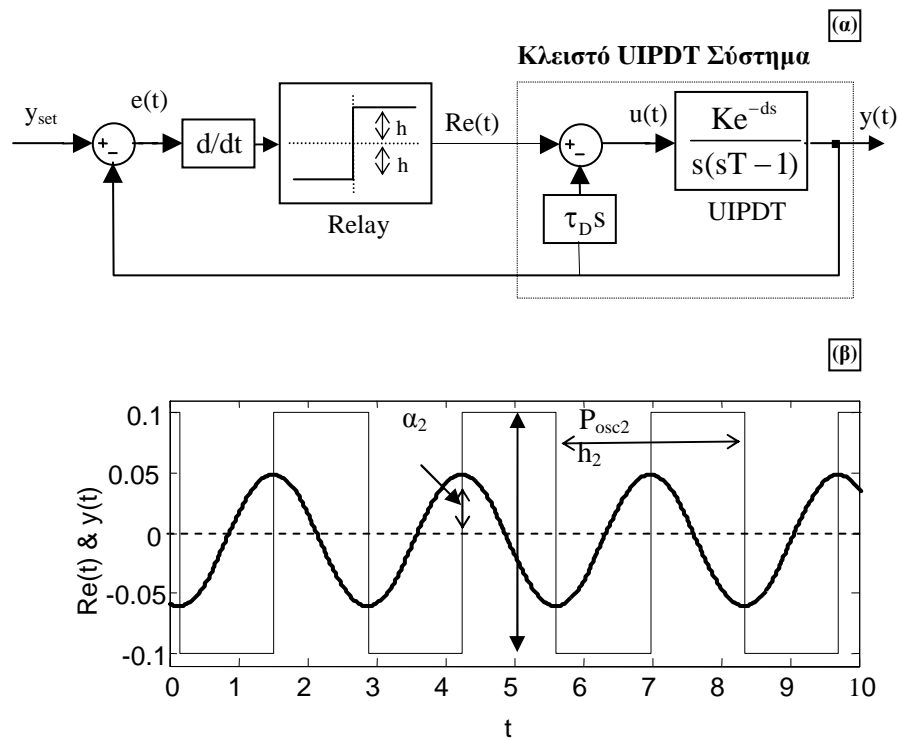 (α)
Κλειστό UIPDT Σύστημα
y_set
e(t)
d/dt
h
h
Relay
Re(t)
+
−
+
−
u(t)
Ke^{-ds}
s(sT − 1)
UIPDT
y(t)
τ_D s
(β)
Re(t) & y(t)
0.1
0.05
0
-0.05
-0.1
α_2
P_osc2
h_2
0 1 2 3 4 5 6 7 8 9 10
t